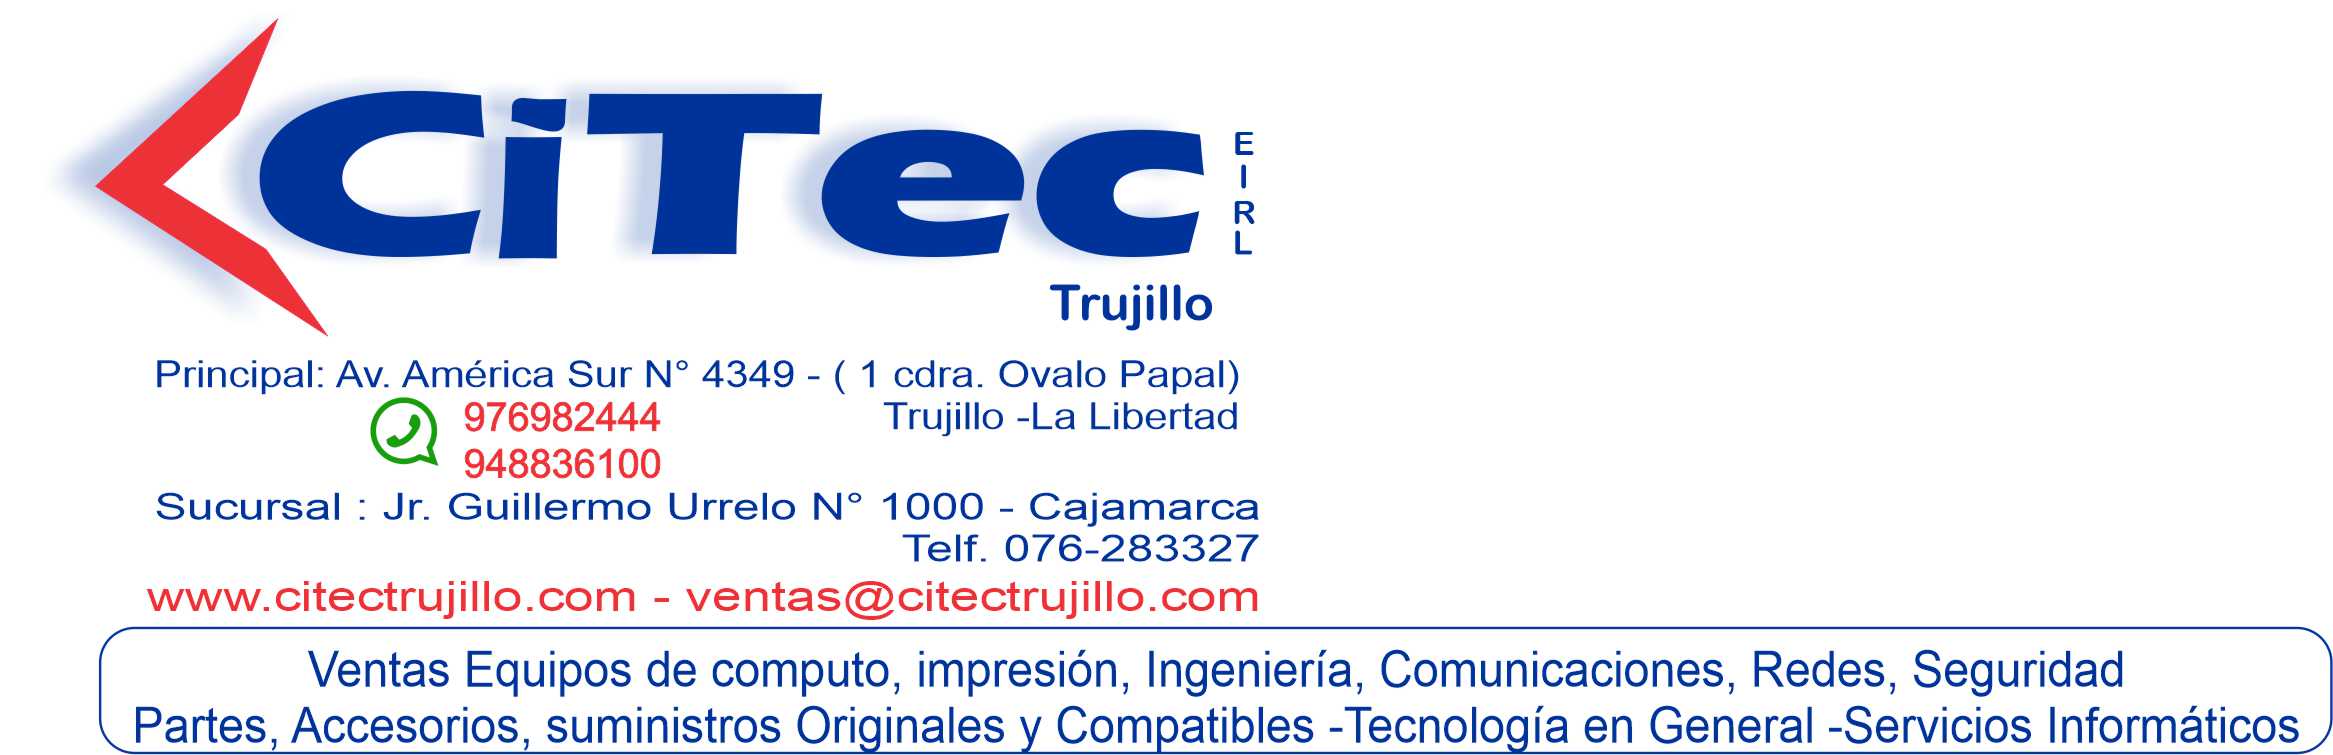 CiTec
EIRL
Trujillo
Principal: Av. América Sur N° 4349 - ( 1 cdra. Ovalo Papal)
976982444 Trujillo -La Libertad
948836100
Sucursal : Jr. Guillermo Urrelo N° 1000 - Cajamarca
Telf. 076-283327
www.citectrujillo.com - ventas@citectrujillo.com
Ventas Equipos de computo, impresión, Ingeniería, Comunicaciones, Redes, Seguridad
Partes, Accesorios, suministros Originales y Compatibles -Tecnología en General -Servicios Informáticos